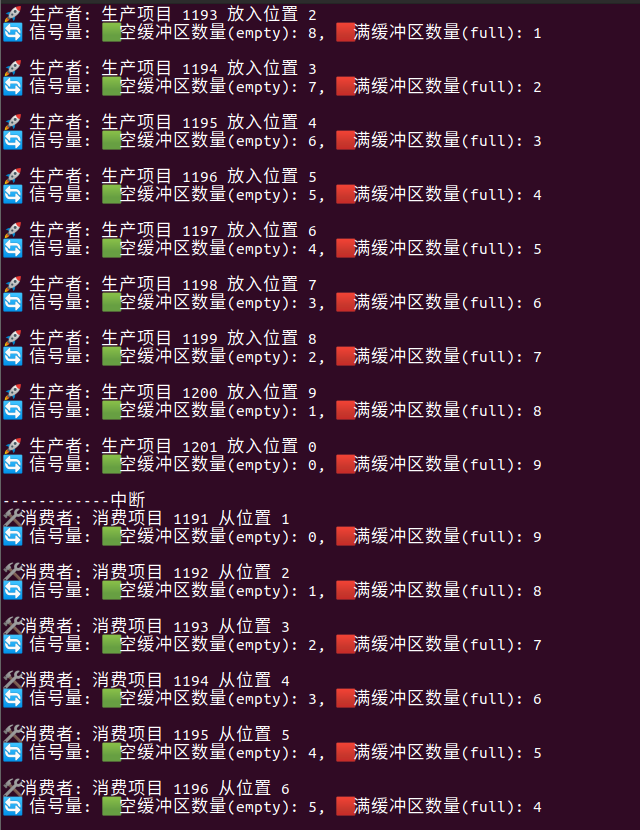 🚀 生产者: 生产项目 1193 放入位置 2
🔄 信号量: 🟩空缓冲区数量(empty): 8, 🟥满缓冲区数量(full): 1
🚀 生产者: 生产项目 1194 放入位置 3
🔄 信号量: 🟩空缓冲区数量(empty): 7, 🟥满缓冲区数量(full): 2
🚀 生产者: 生产项目 1195 放入位置 4
🔄 信号量: 🟩空缓冲区数量(empty): 6, 🟥满缓冲区数量(full): 3
🚀 生产者: 生产项目 1196 放入位置 5
🔄 信号量: 🟩空缓冲区数量(empty): 5, 🟥满缓冲区数量(full): 4
🚀 生产者: 生产项目 1197 放入位置 6
🔄 信号量: 🟩空缓冲区数量(empty): 4, 🟥满缓冲区数量(full): 5
🚀 生产者: 生产项目 1198 放入位置 7
🔄 信号量: 🟩空缓冲区数量(empty): 3, 🟥满缓冲区数量(full): 6
🚀 生产者: 生产项目 1199 放入位置 8
🔄 信号量: 🟩空缓冲区数量(empty): 2, 🟥满缓冲区数量(full): 7
🚀 生产者: 生产项目 1200 放入位置 9
🔄 信号量: 🟩空缓冲区数量(empty): 1, 🟥满缓冲区数量(full): 8
🚀 生产者: 生产项目 1201 放入位置 0
🔄 信号量: 🟩空缓冲区数量(empty): 0, 🟥满缓冲区数量(full): 9
------------中断
🛠消费者: 消费项目 1191 从位置 1
🔄 信号量: 🟩空缓冲区数量(empty): 0, 🟥满缓冲区数量(full): 9
🛠消费者: 消费项目 1192 从位置 2
🔄 信号量: 🟩空缓冲区数量(empty): 1, 🟥满缓冲区数量(full): 8
🛠消费者: 消费项目 1193 从位置 3
🔄 信号量: 🟩空缓冲区数量(empty): 2, 🟥满缓冲区数量(full): 7
🛠消费者: 消费项目 1194 从位置 4
🔄 信号量: 🟩空缓冲区数量(empty): 3, 🟥满缓冲区数量(full): 6
🛠消费者: 消费项目 1195 从位置 5
🔄 信号量: 🟩空缓冲区数量(empty): 4, 🟥满缓冲区数量(full): 5
🛠消费者: 消费项目 1196 从位置 6
🔄 信号量: 🟩空缓冲区数量(empty): 5, 🟥满缓冲区数量(full): 4